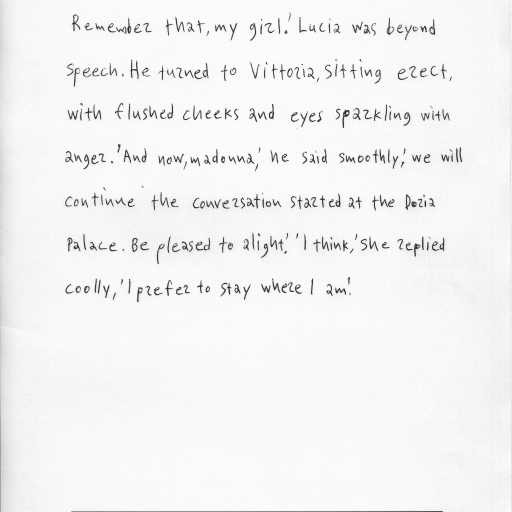 Remember that, my girl.' Lucia was beyond
speech. He turned to Vittoria, sitting erect,
with flushed cheeks and eyes sparkling with
anger. 'And now, madonna,' he said smoothly, 'we will
continue the conversation started at the Doria
Palace. Be pleased to alight.' 'I think,' she replied
coolly, 'I prefer to stay where I am.'